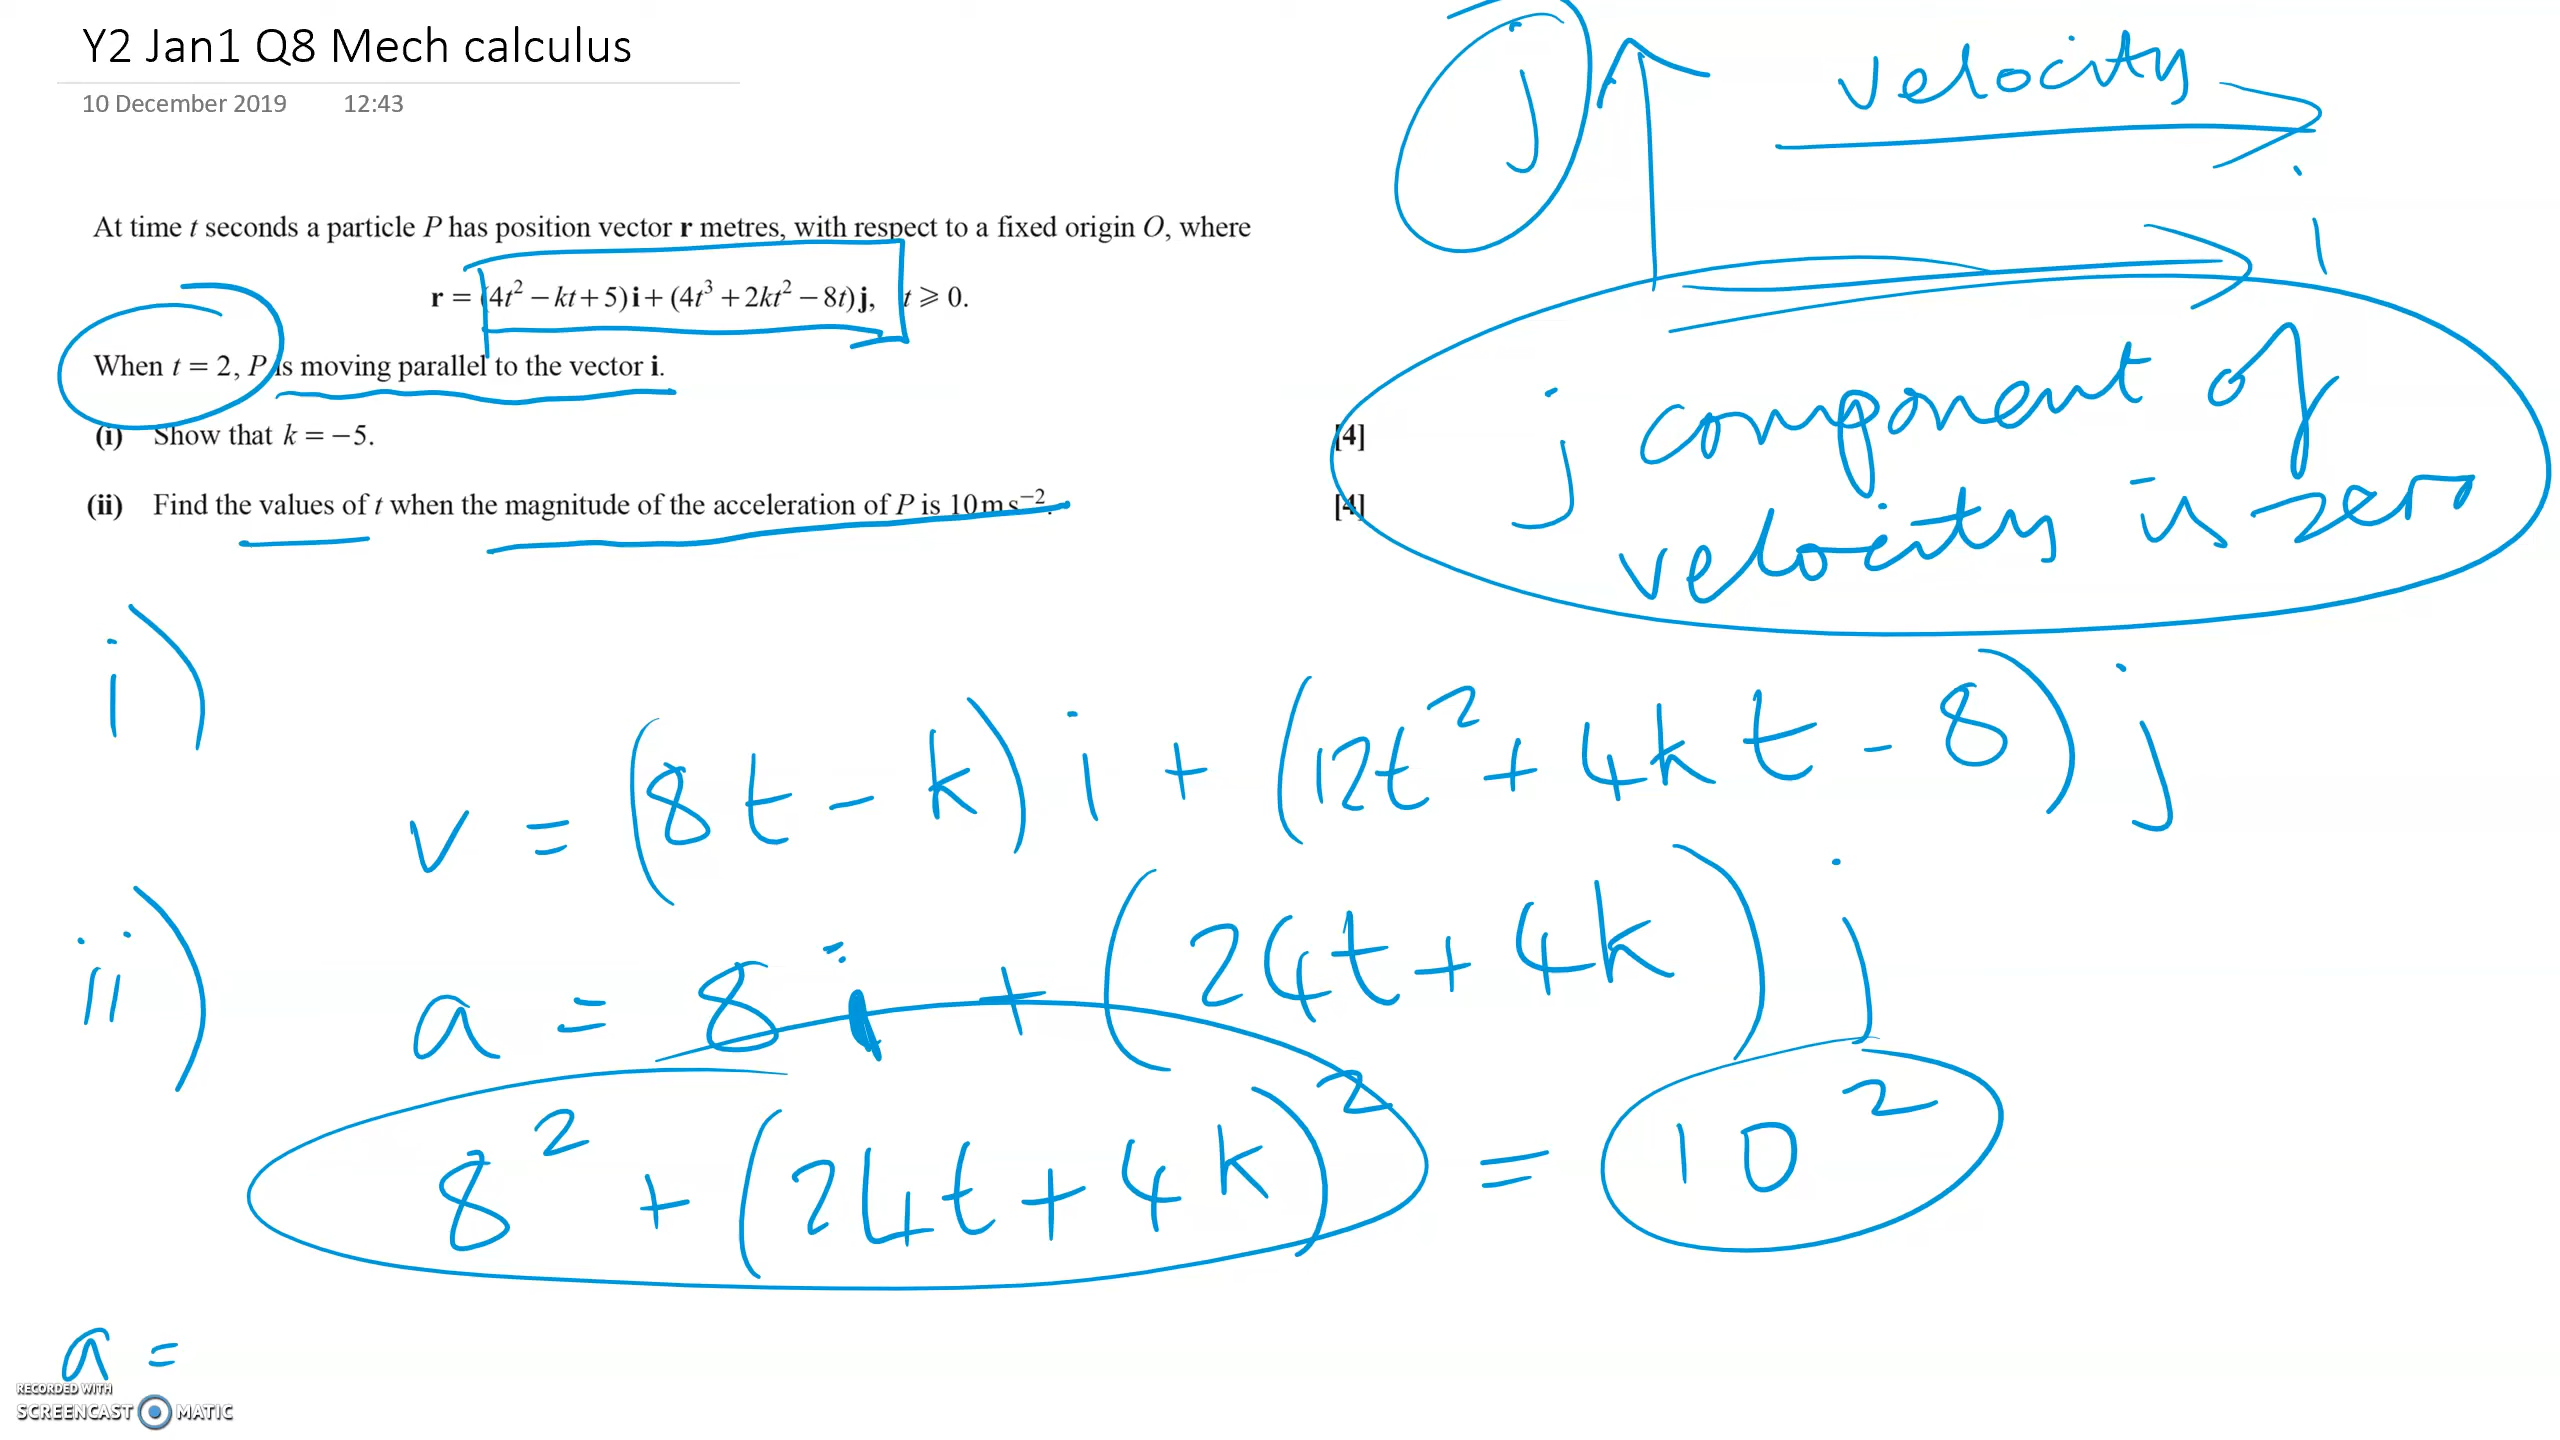 Y2 Jan1 Q8 Mech calculus
10 December 2019 12:43
At time t seconds a particle P has position vector r metres, with respect to a fixed origin O, where
r = (4t² − kt + 5)i + (4t³ + 2kt² − 8t)j, t ⩾ 0.
When t = 2, P is moving parallel to the vector i.
(i) Show that k = −5. [4]
(ii) Find the values of t when the magnitude of the acceleration of P is 10 m s⁻². [4]
j
velocity
i
j component of
velocity is zero
i)
v = (8t − k) i + (12t² + 4kt − 8) j
ii)
a = 8i + (24t + 4k) j
8² + (24t + 4k)² = 10²
a =
RECORDED WITH
SCREENCAST MATIC